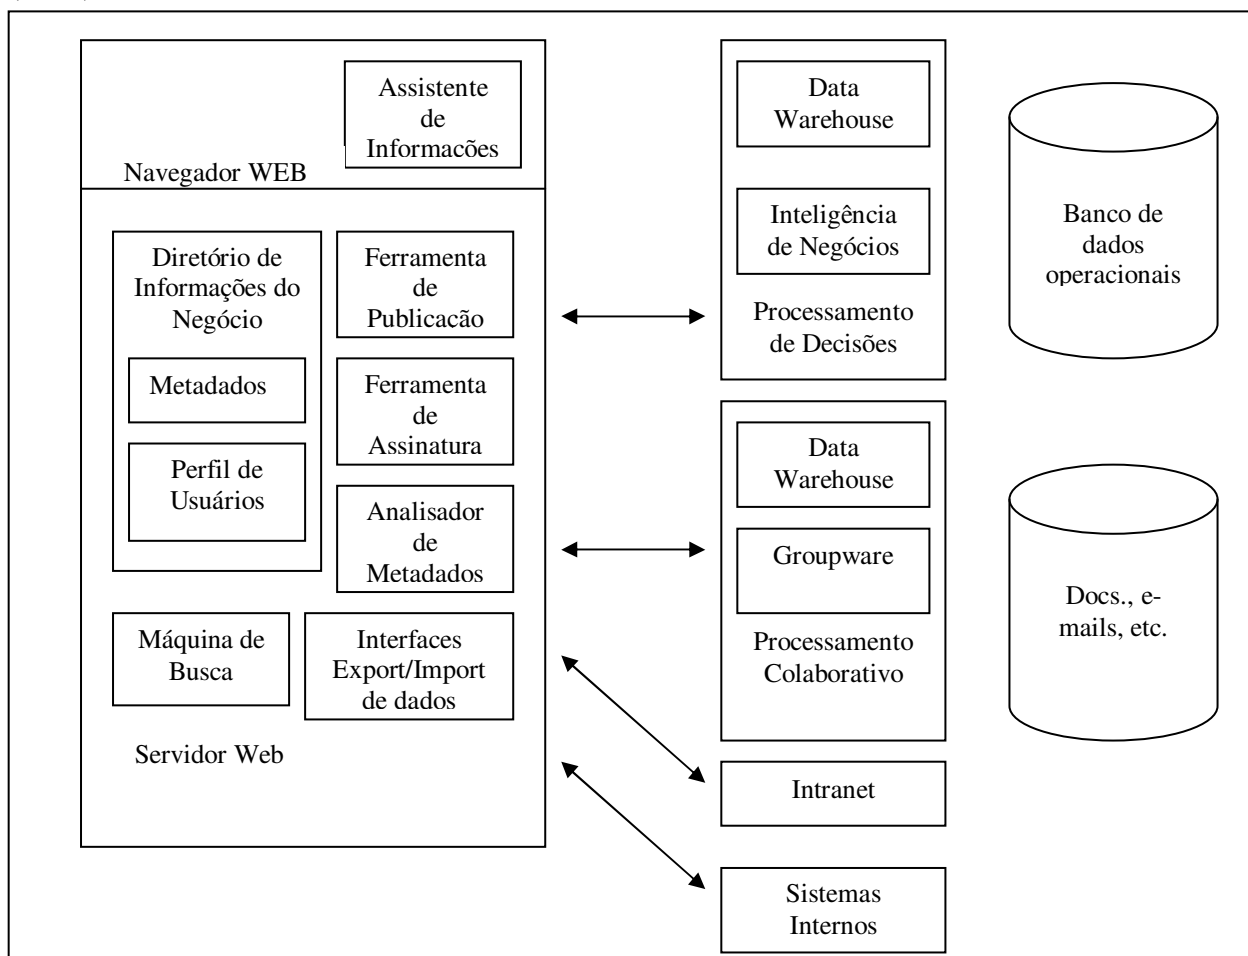 Assistente
de
Informacões
Navegador WEB
Diretório de
Informações do
Negócio
Metadados
Perfil de
Usuários
Ferramenta
de
Publicacão
Ferramenta
de
Assinatura
Analisador
de
Metadados
Máquina de
Busca
Interfaces
Export/Import
de dados
Servidor Web
Data
Warehouse
Inteligência
de Negócios
Processamento
de Decisões
Data
Warehouse
Groupware
Processamento
Colaborativo
Intranet
Sistemas
Internos
Banco de
dados
operacionais
Docs., e-
mails, etc.